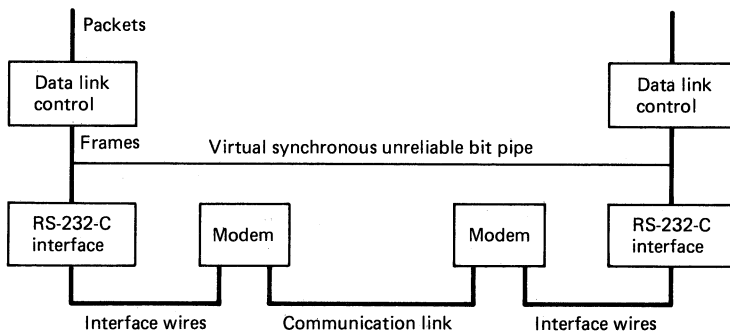 Packets
Data link
control
Data link
control
Frames
Virtual synchronous unreliable bit pipe
RS-232-C
interface
Modem
Modem
RS-232-C
interface
Interface wires
Communication link
Interface wires